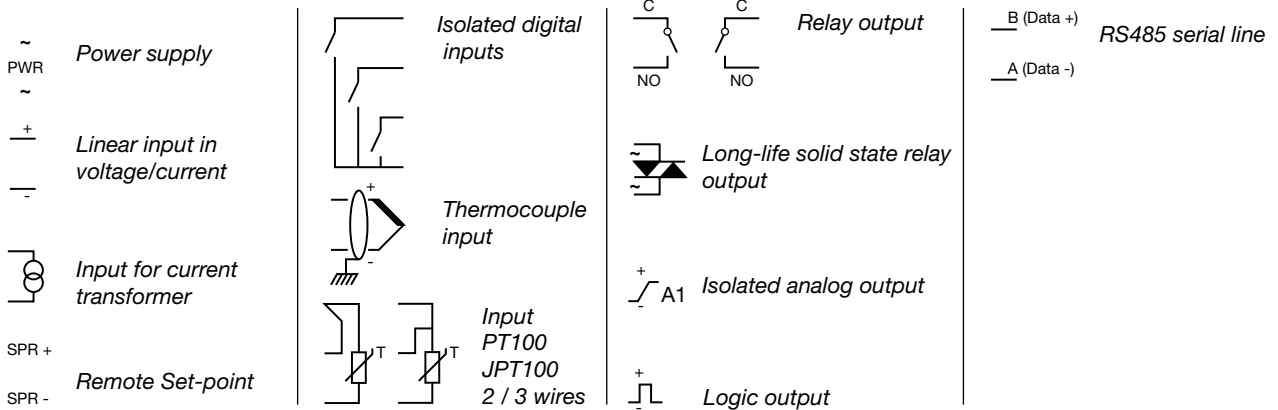 ~
PWR
~
Power supply
+
-
Linear input in
voltage/current
Input for current
transformer
SPR +
SPR -
Remote Set-point
Isolated digital
inputs
+
-
Thermocouple
input
T
T
Input
PT100
JPT100
2 / 3 wires
C
C
NO
NO
Relay output
~
~
Long-life solid state relay
output
+
-
A1
Isolated analog output
+
-
Logic output
B (Data +)
A (Data -)
RS485 serial line